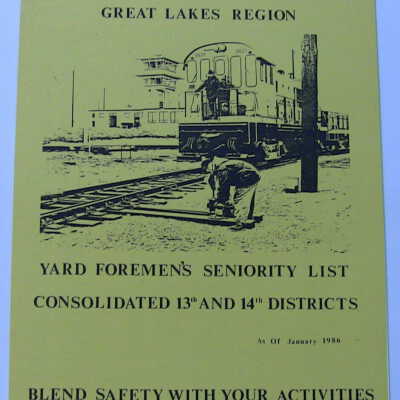 GREAT LAKES REGION
YARD FOREMEN'S SENIORITY LIST
CONSOLIDATED 13th AND 14th DISTRICTS
As Of January 1986
BLEND SAFETY WITH YOUR ACTIVITIES